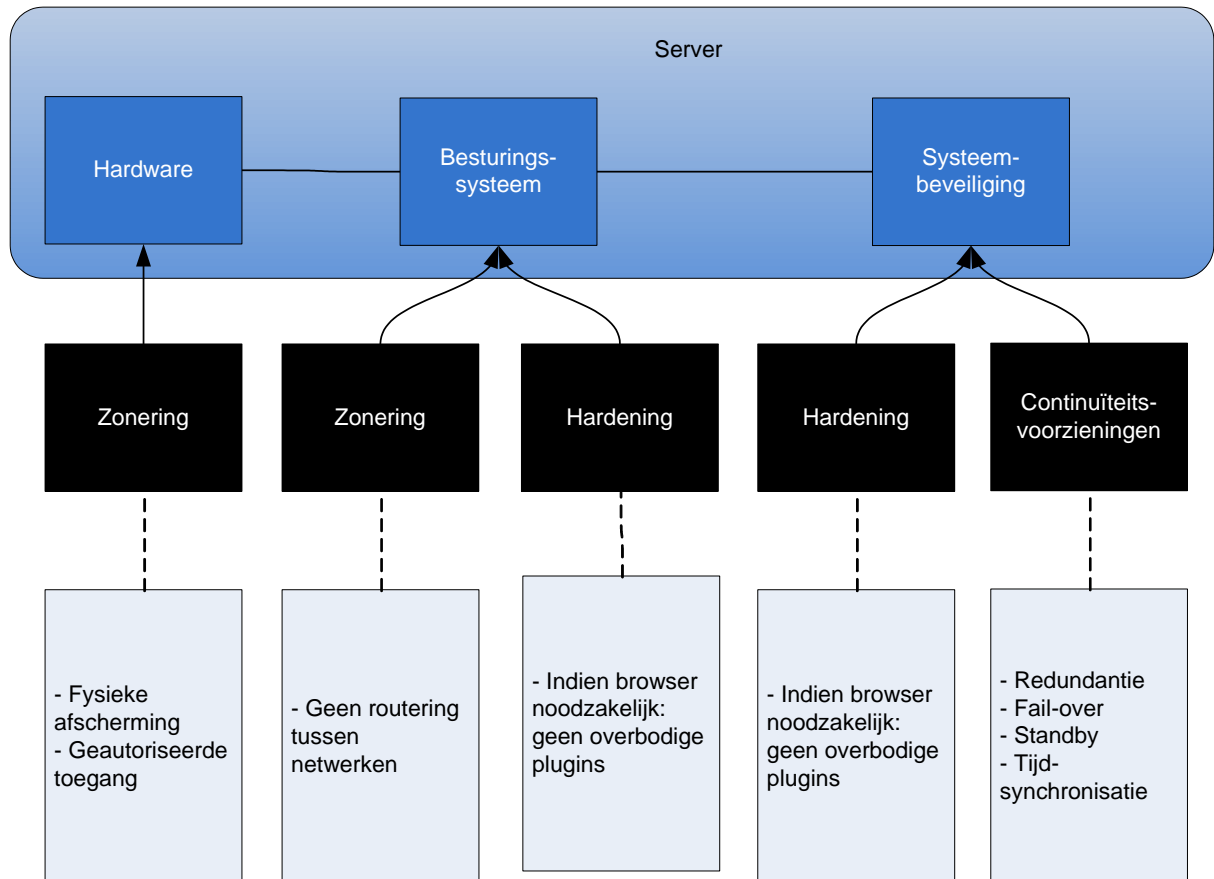 Server
Hardware
Besturings-
systeem
Systeem-
beveiliging
Zonering
Zonering
Hardening
Hardening
Continuïteits-
voorzieningen
- Fysieke
afscherming
- Geautoriseerde
toegang
- Geen routering
tussen
netwerken
- Indien browser
noodzakelijk:
geen overbodige
plugins
- Indien browser
noodzakelijk:
geen overbodige
plugins
- Redundantie
- Fail-over
- Standby
- Tijd-
synchronisatie